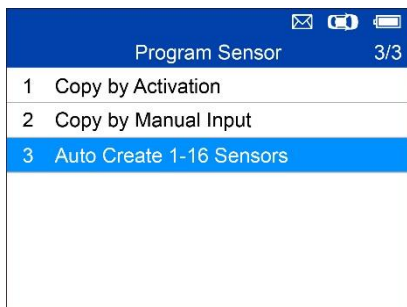 Program Sensor 3/3
1 Copy by Activation
2 Copy by Manual Input
3 Auto Create 1-16 Sensors